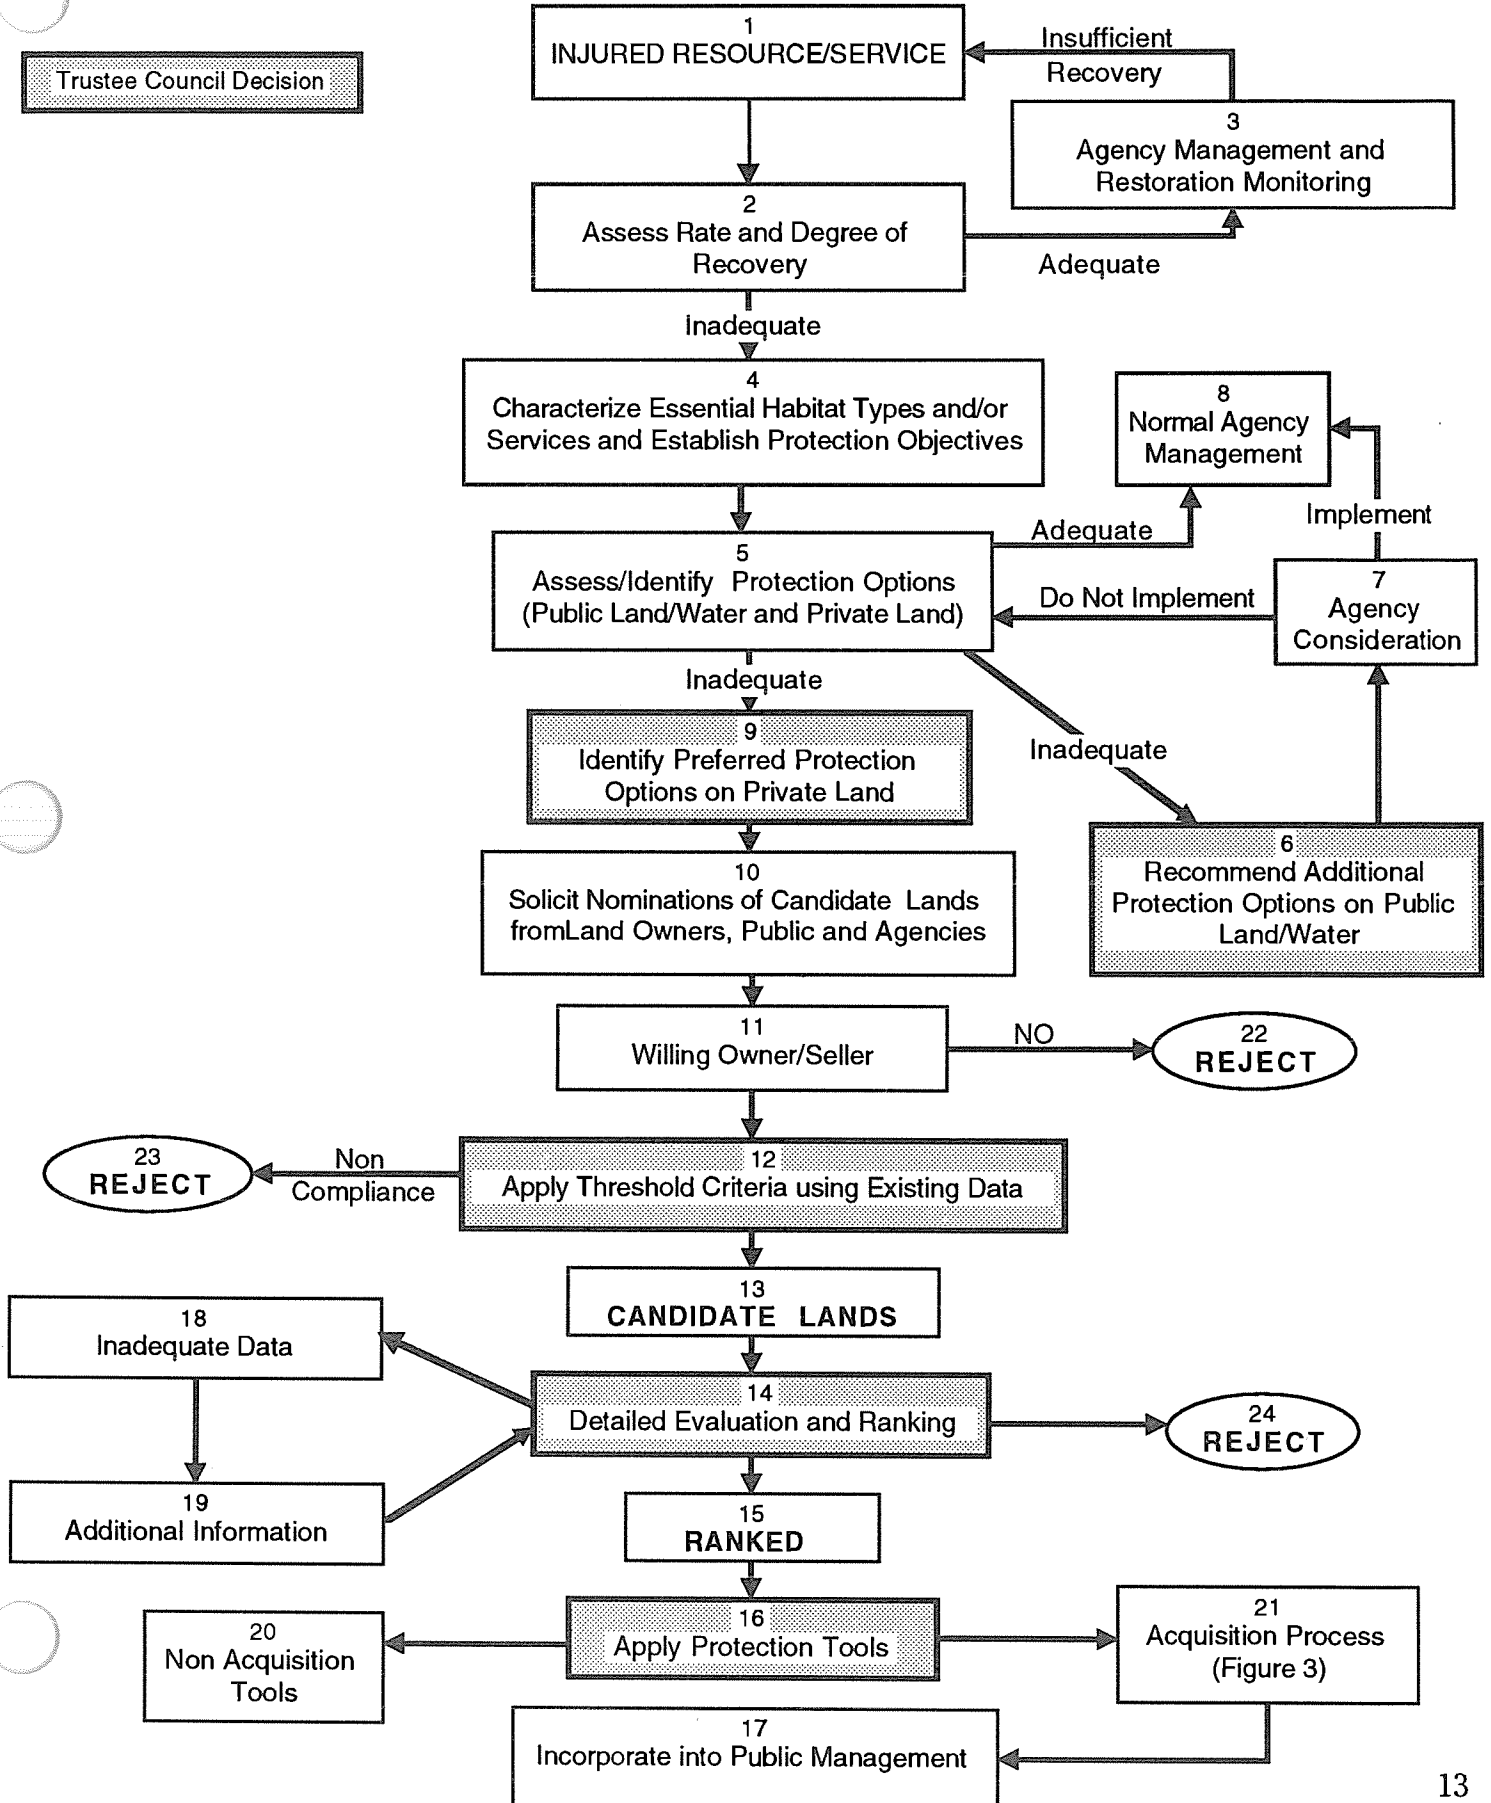 Trustee Council Decision
1
INJURED RESOURCE/SERVICE
Insufficient
Recovery
3
Agency Management and
Restoration Monitoring
2
Assess Rate and Degree of
Recovery
Adequate
Inadequate
4
Characterize Essential Habitat Types and/or
Services and Establish Protection Objectives
8
Normal Agency
Management
Implement
Adequate
5
Assess/Identify Protection Options
(Public Land/Water and Private Land)
Do Not Implement
7
Agency
Consideration
Inadequate
9
Identify Preferred Protection
Options on Private Land
Inadequate
6
Recommend Additional
Protection Options on Public
Land/Water
10
Solicit Nominations of Candidate Lands
fromLand Owners, Public and Agencies
11
Willing Owner/Seller
NO
22
REJECT
23
REJECT
Non
Compliance
12
Apply Threshold Criteria using Existing Data
13
CANDIDATE LANDS
18
Inadequate Data
14
Detailed Evaluation and Ranking
24
REJECT
19
Additional Information
15
RANKED
20
Non Acquisition
Tools
16
Apply Protection Tools
21
Acquisition Process
(Figure 3)
17
Incorporate into Public Management
13